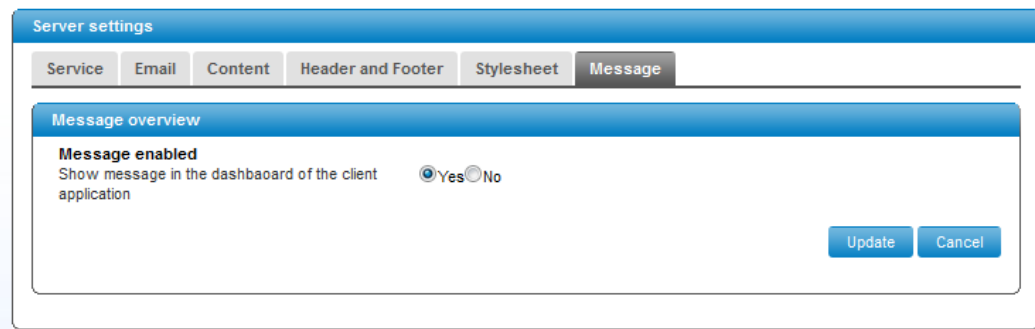 Server settings
Service Email Content Header and Footer Stylesheet Message
Message overview
Message enabled
Show message in the dashbaoard of the client
application
Yes No
Update Cancel